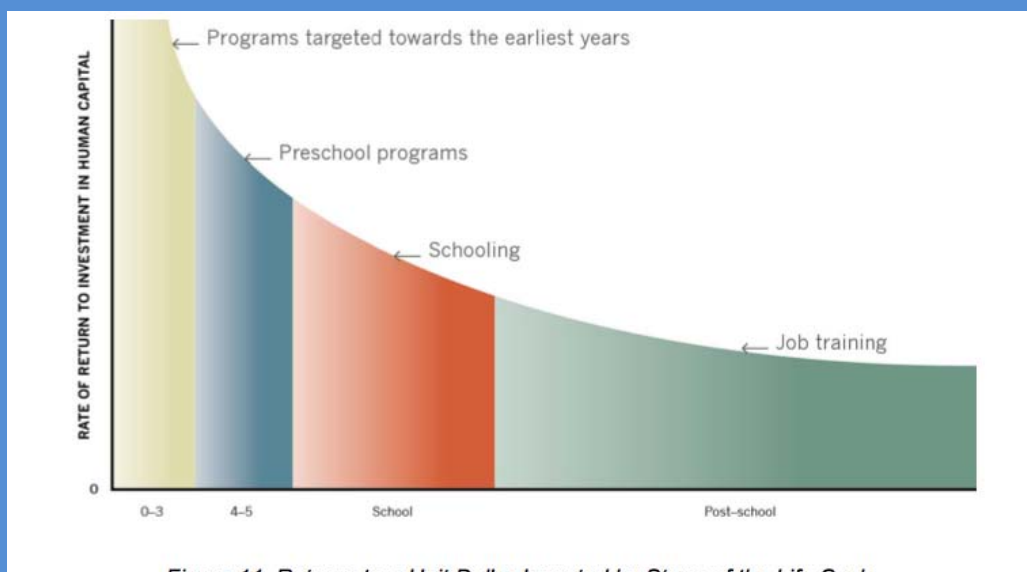 Programs targeted towards the earliest years
Preschool programs
Schooling
Job training
RATE OF RETURN TO INVESTMENT IN HUMAN CAPITAL
0
0–3
4–5
School
Post–school